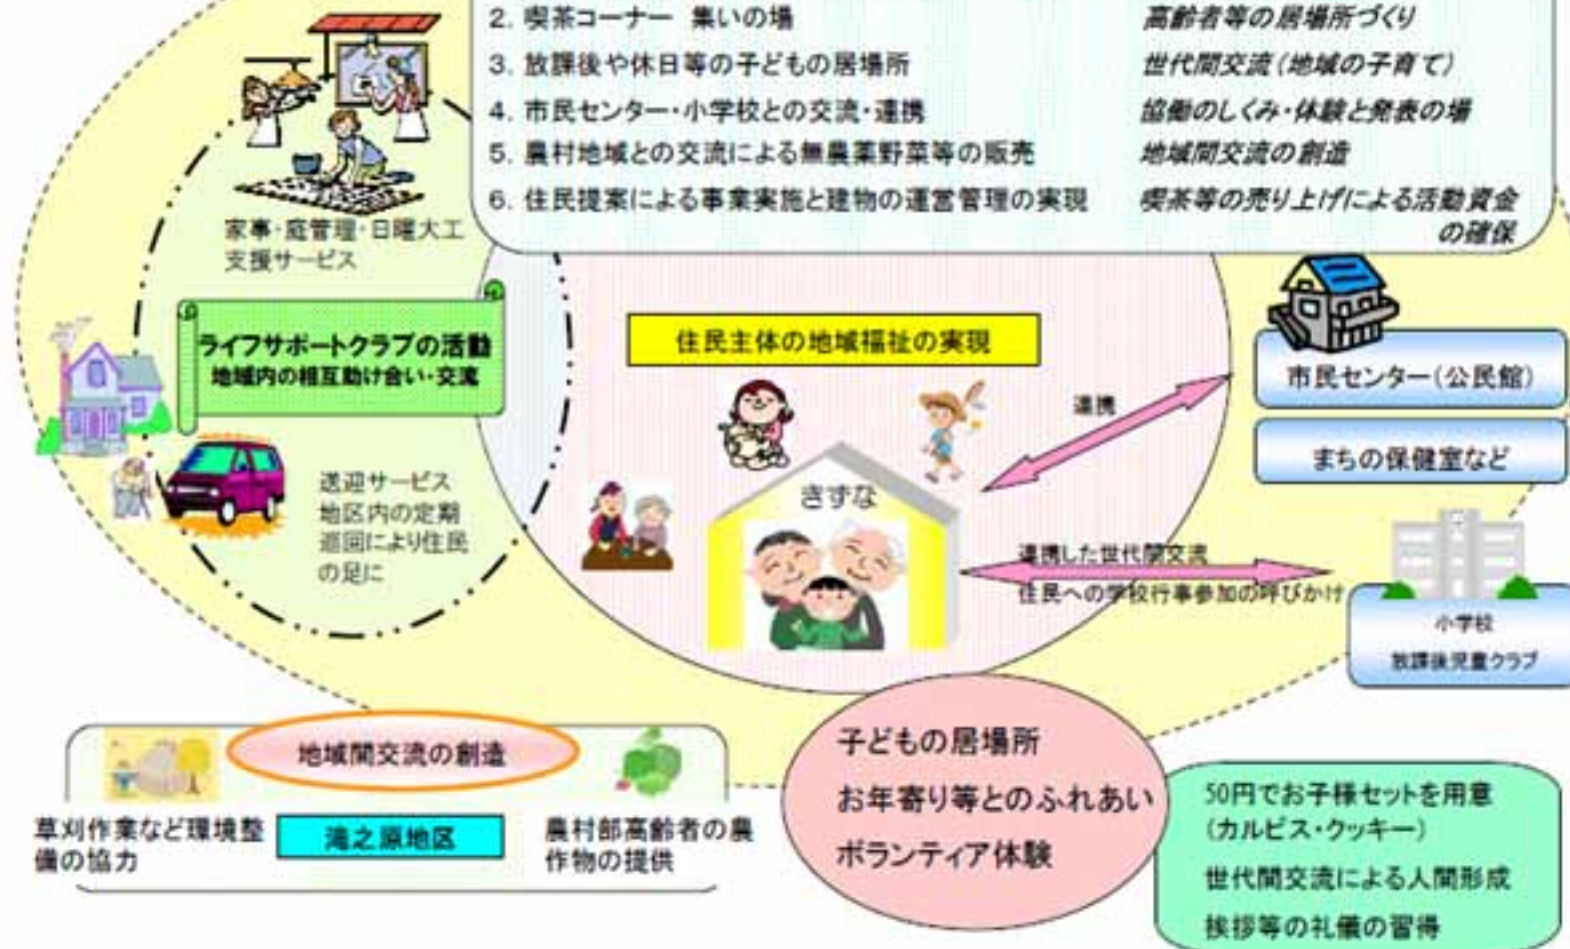 2. 喫茶コーナー 集いの場
高齢者等の居場所づくり
3. 放課後や休日等の子どもの居場所
世代間交流(地域の子育て)
4. 市民センター・小学校との交流・連携
協働のしくみ・体験と発表の場
5. 農村地域との交流による無農薬野菜等の販売
地域間交流の創造
6. 住民提案による事業実施と建物の運営管理の実現
喫茶等の売り上げによる活動資金
の確保
家事・庭管理・日曜大工
支援サービス
ライフサポートクラブの活動
地域内の相互助け合い・交流
送迎サービス
地区内の定期
巡回により住民
の足に
住民主体の地域福祉の実現
きずな
連携
市民センター(公民館)
まちの保健室など
連携した世代間交流
住民への学校行事参加の呼びかけ
小学校
放課後児童クラブ
地域間交流の創造
草刈作業など環境整
備の協力
滝之原地区
農村部高齢者の農
作物の提供
子どもの居場所
お年寄り等とのふれあい
ボランティア体験
50円でお子様セットを用意
(カルピス・クッキー)
世代間交流による人間形成
挨拶等の礼儀の習得